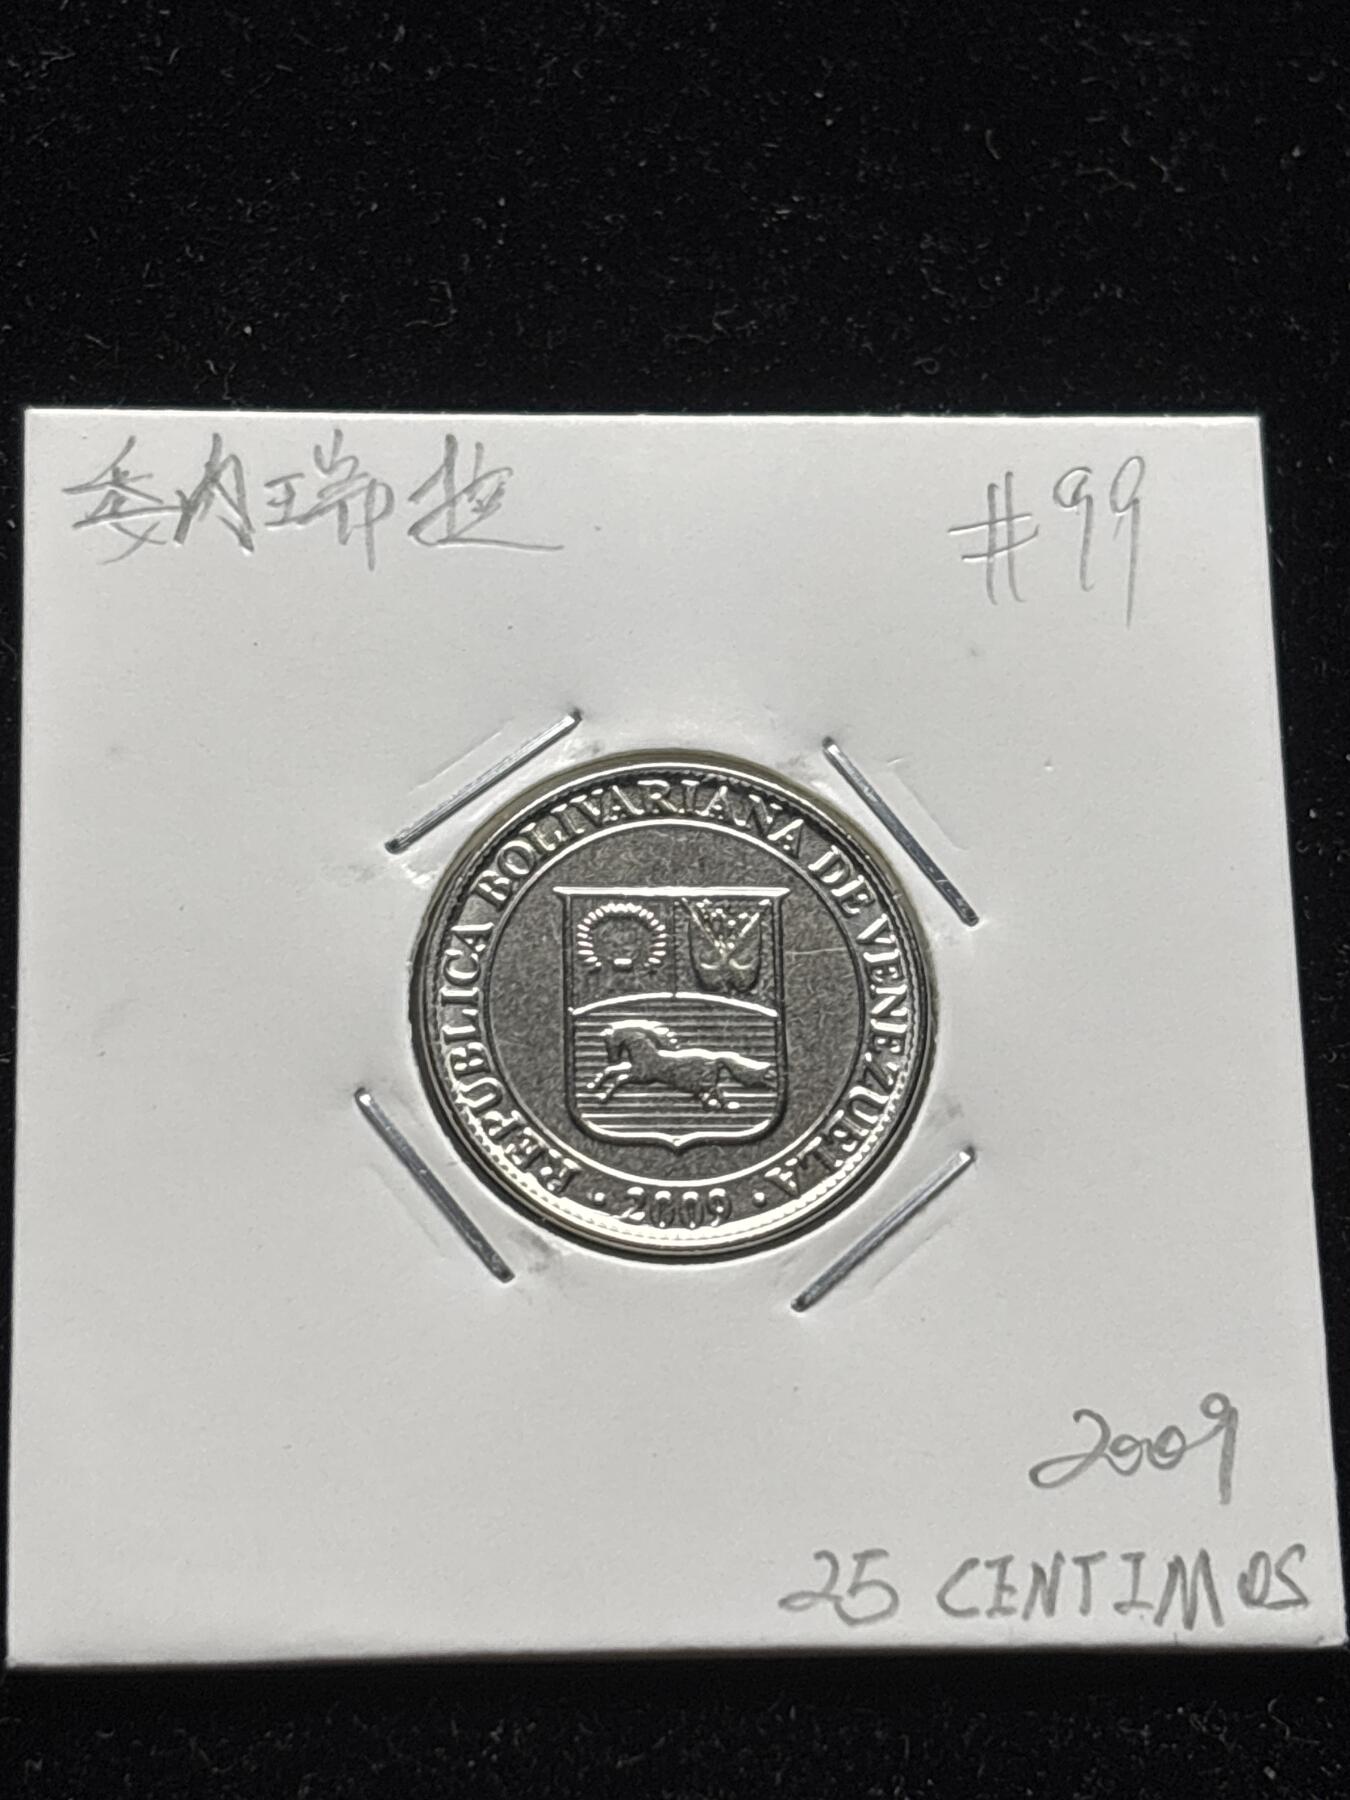 委内瑞拉 #99
REPUBLICA BOLIVARIANA DE VENEZUELA
· 2009 ·
2009
25 CENTIMOS